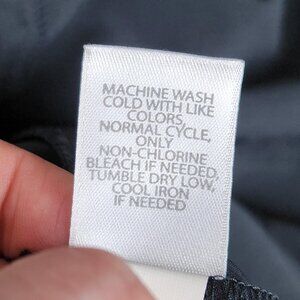 MACHINE WASH
COLD WITH LIKE
COLORS,
NORMAL CYCLE,
ONLY
NON-CHLORINE
BLEACH IF NEEDED.
TUMBLE DRY LOW,
COOL IRON
IF NEEDED